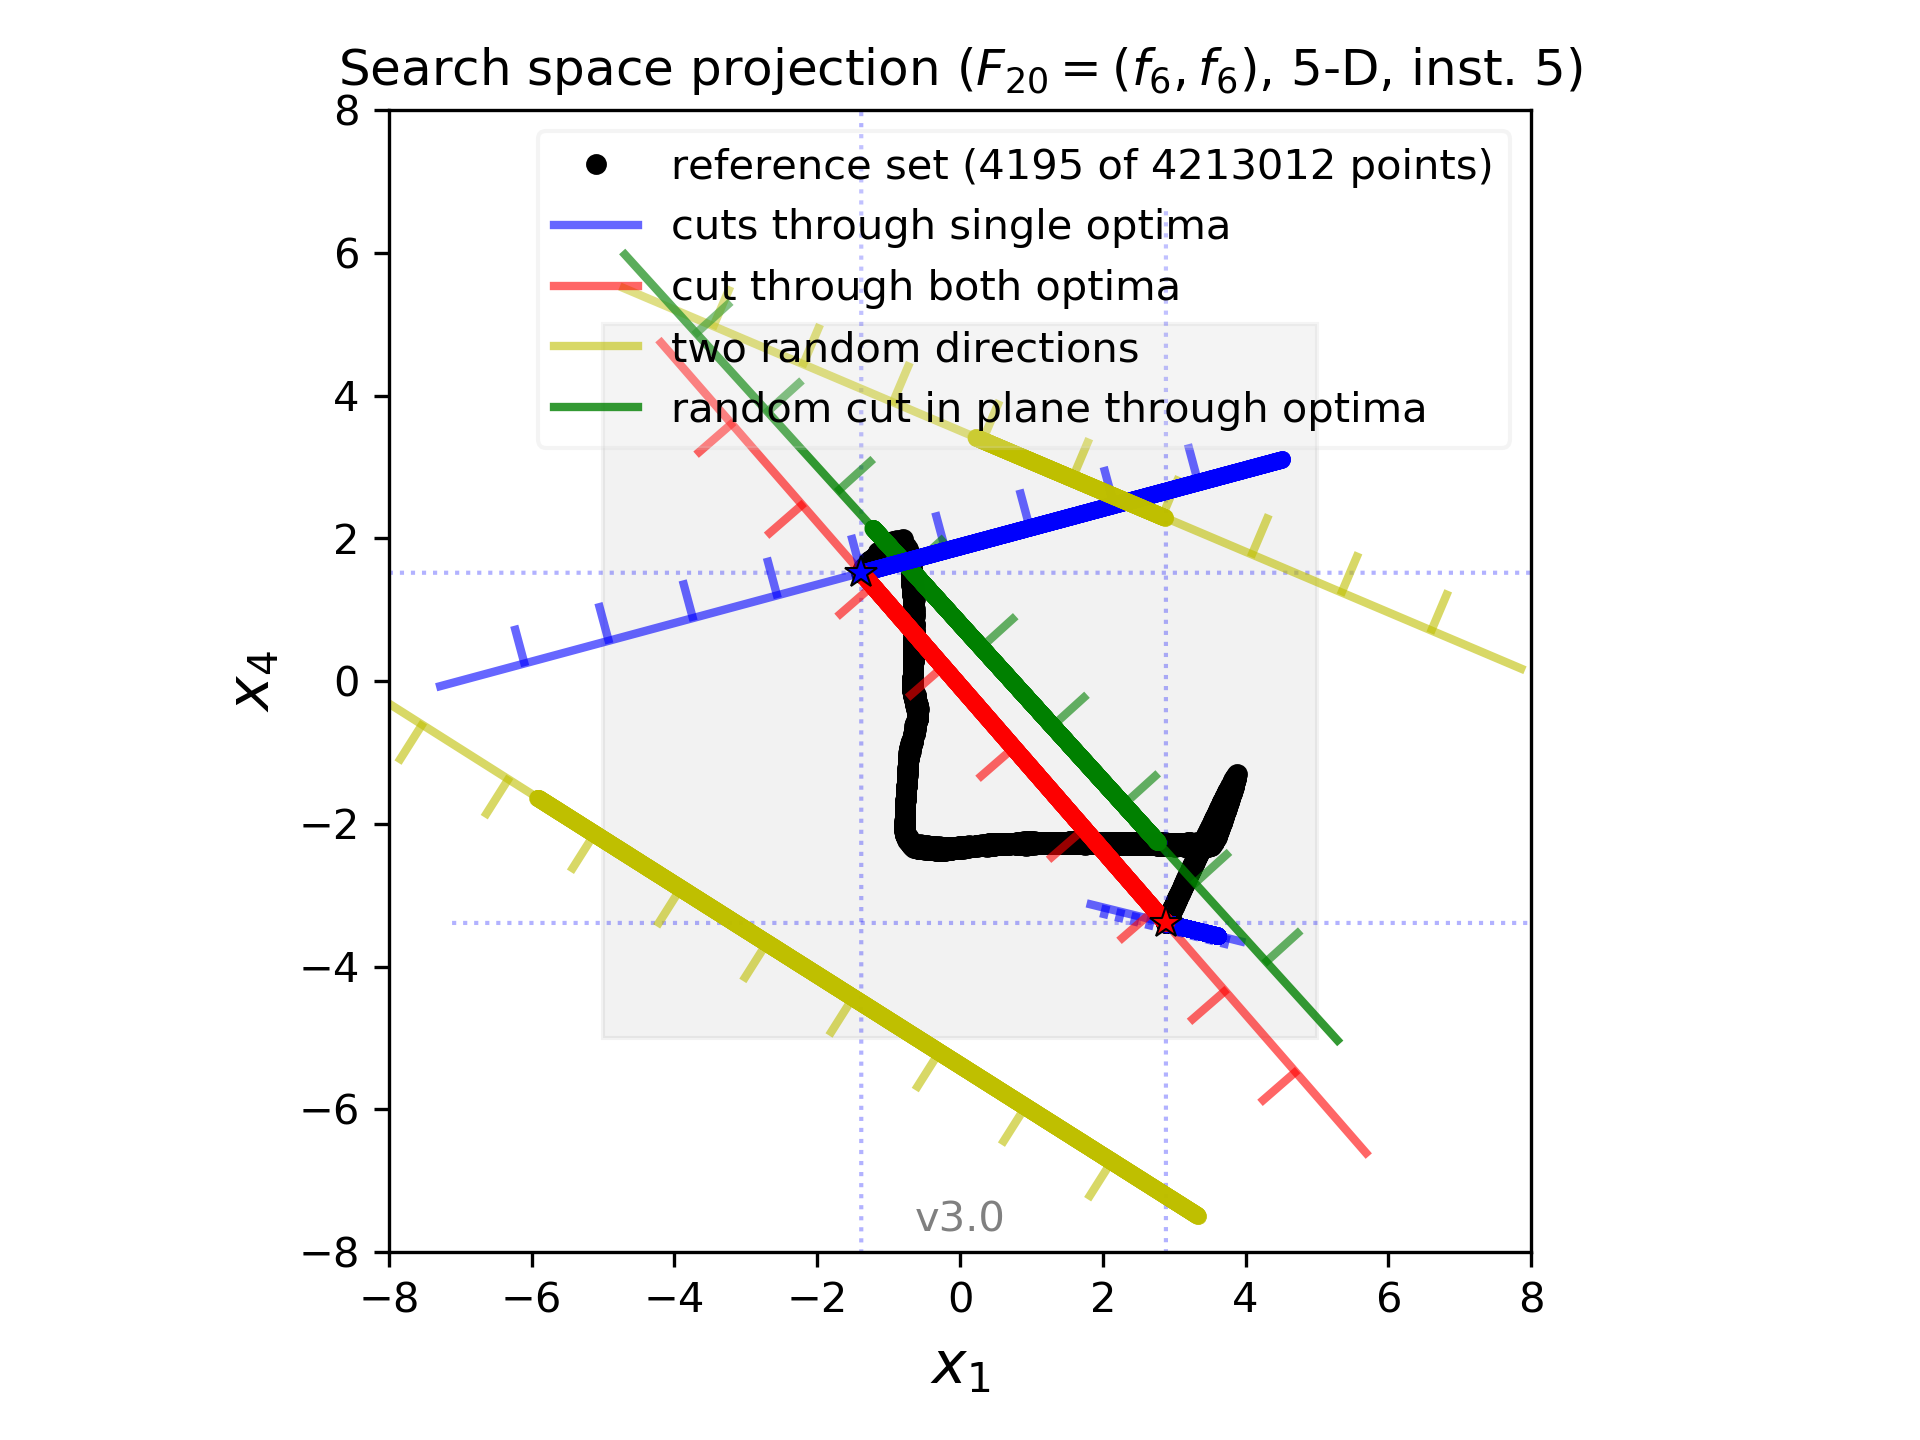 Search space projection (F20 = (f6, f6), 5-D, inst. 5)
reference set (4195 of 4213012 points)
cuts through single optima
cut through both optima
two random directions
random cut in plane through optima
8
6
4
2
0
−2
−4
−6
−8
x4
v3.0
−8 −6 −4 −2 0 2 4 6 8
x1